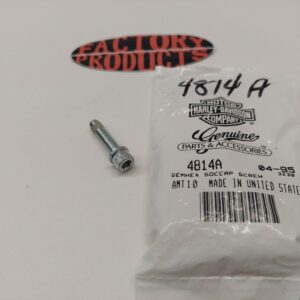 FACTORY
PRODUCTS
4814 A
MOTOR
HARLEY-DAVIDSON
COMPANY
Genuine
PARTS & ACCESSORIES
4814A 04-95
SEMHEX SOCCAP SCREW 3230
AMT10 MADE IN UNITED STATE